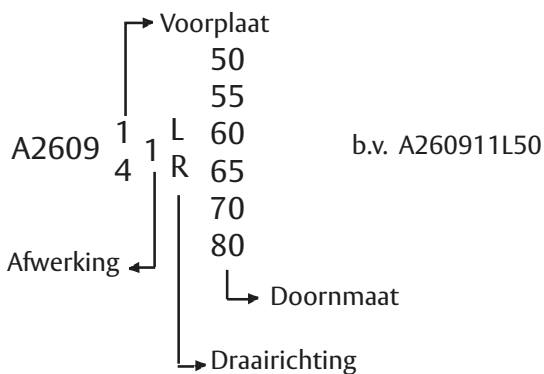 Voorplaat
50
55
A2609 1 4 1 L R 60 65
b.v. A260911L50
70
80
Afwerking
Doornmaat
Draairichting